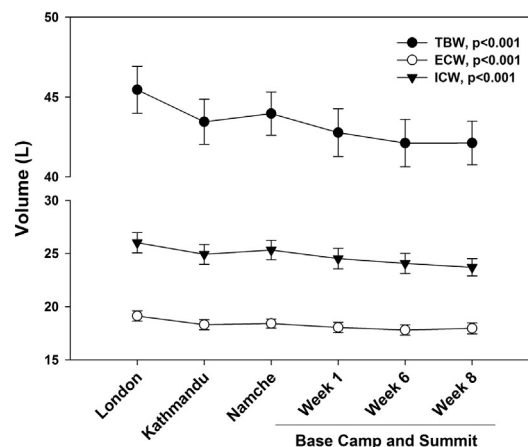 50
TBW, p<0.001
ECW, p<0.001
ICW, p<0.001
45
40
Volume (L)
30
25
20
15
London
Kathmandu
Namche
Week 1
Week 6
Week 8
Base Camp and Summit